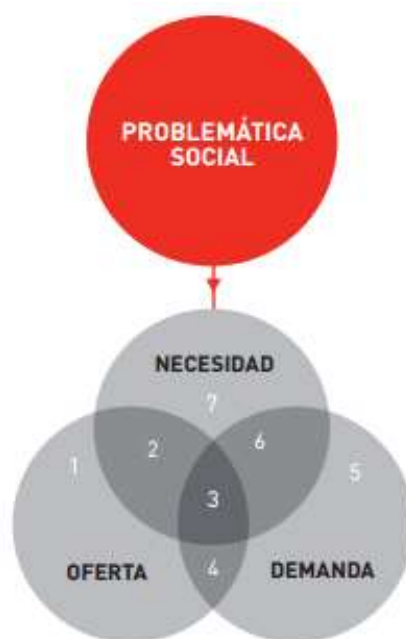 PROBLEMÁTICA
SOCIAL
NECESIDAD
7
1
2
6
5
3
OFERTA
4
DEMANDA